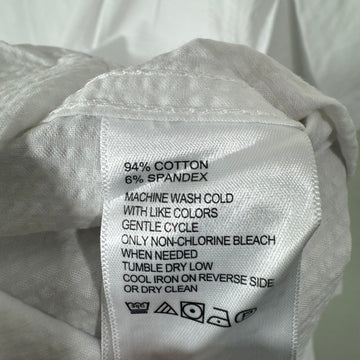 94% COTTON
6% SPANDEX
MACHINE WASH COLD
WITH LIKE COLORS
GENTLE CYCLE
ONLY NON-CHLORINE BLEACH
WHEN NEEDED
TUMBLE DRY LOW
COOL IRON ON REVERSE SIDE
OR DRY CLEAN